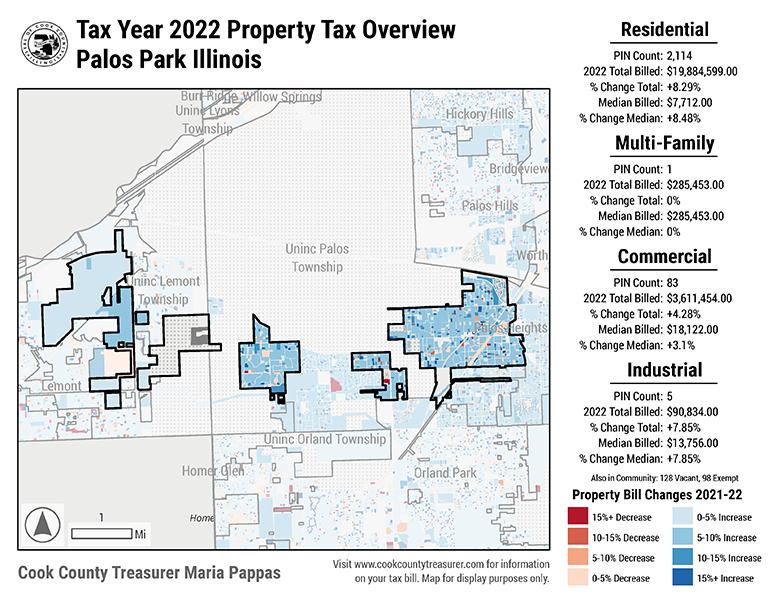 Tax Year 2022 Property Tax Overview
Palos Park Illinois
Burr Ridge
Willow Springs
Uninc Lyons
Township
Hickory Hills
Bridgeview
Palos Hills
Uninc Palos
Township
Worth
Uninc Lemont
Township
Palos Heights
Lemont
Uninc Orland Township
Homer Glen
Orland Park
Home
1
Mi
Cook County Treasurer Maria Pappas
Visit www.cookcountytreasurer.com for information
on your tax bill. Map for display purposes only.
Residential
PIN Count: 2,114
2022 Total Billed: $19,884,599.00
% Change Total: +8.29%
Median Billed: $7,712.00
% Change Median: +8.48%
Multi-Family
PIN Count: 1
2022 Total Billed: $285,453.00
% Change Total: 0%
Median Billed: $285,453.00
% Change Median: 0%
Commercial
PIN Count: 83
2022 Total Billed: $3,611,454.00
% Change Total: +4.28%
Median Billed: $18,122.00
% Change Median: +3.1%
Industrial
PIN Count: 5
2022 Total Billed: $90,834.00
% Change Total: +7.85%
Median Billed: $13,756.00
% Change Median: +7.85%
Also in Community: 128 Vacant, 98 Exempt
Property Bill Changes 2021-22
15%+ Decrease
10-15% Decrease
5-10% Decrease
0-5% Decrease
0-5% Increase
5-10% Increase
10-15% Increase
15%+ Increase